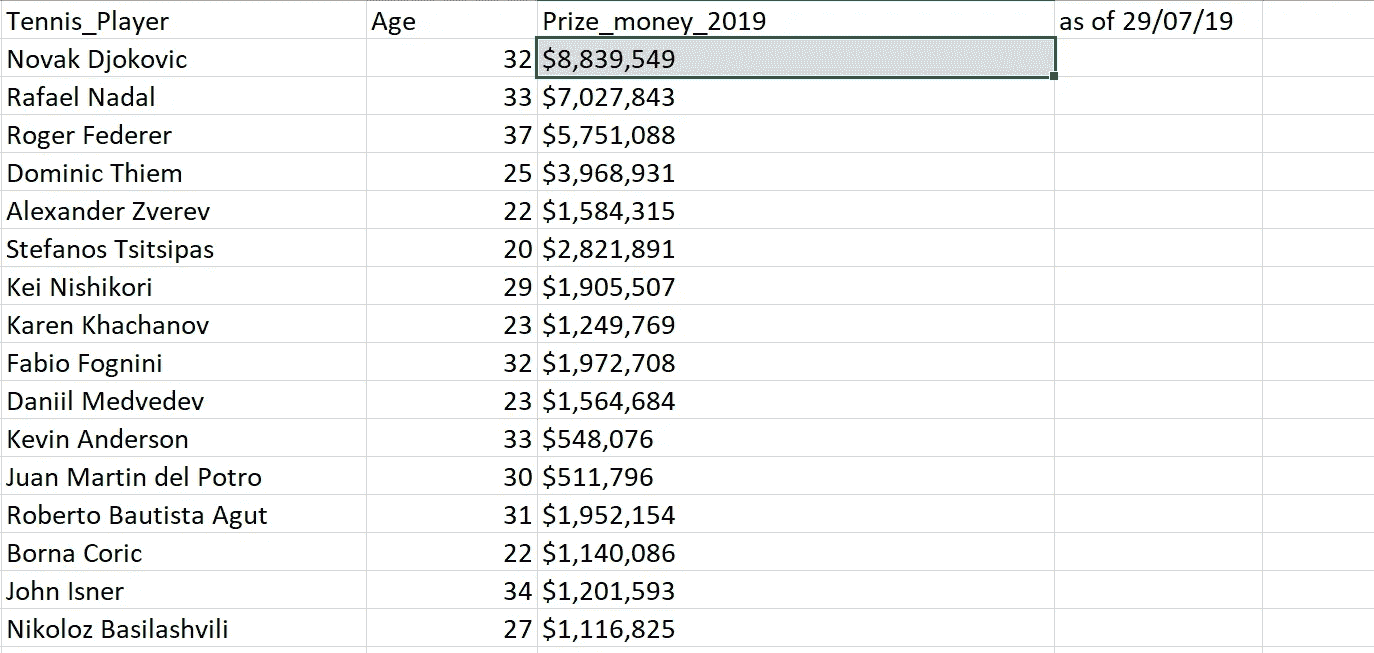 Tennis_Player Age Prize_money_2019 as of 29/07/19
Novak Djokovic 32 $8,839,549
Rafael Nadal 33 $7,027,843
Roger Federer 37 $5,751,088
Dominic Thiem 25 $3,968,931
Alexander Zverev 22 $1,584,315
Stefanos Tsitsipas 20 $2,821,891
Kei Nishikori 29 $1,905,507
Karen Khachanov 23 $1,249,769
Fabio Fognini 32 $1,972,708
Daniil Medvedev 23 $1,564,684
Kevin Anderson 33 $548,076
Juan Martin del Potro 30 $511,796
Roberto Bautista Agut 31 $1,952,154
Borna Coric 22 $1,140,086
John Isner 34 $1,201,593
Nikoloz Basilashvili 27 $1,116,825